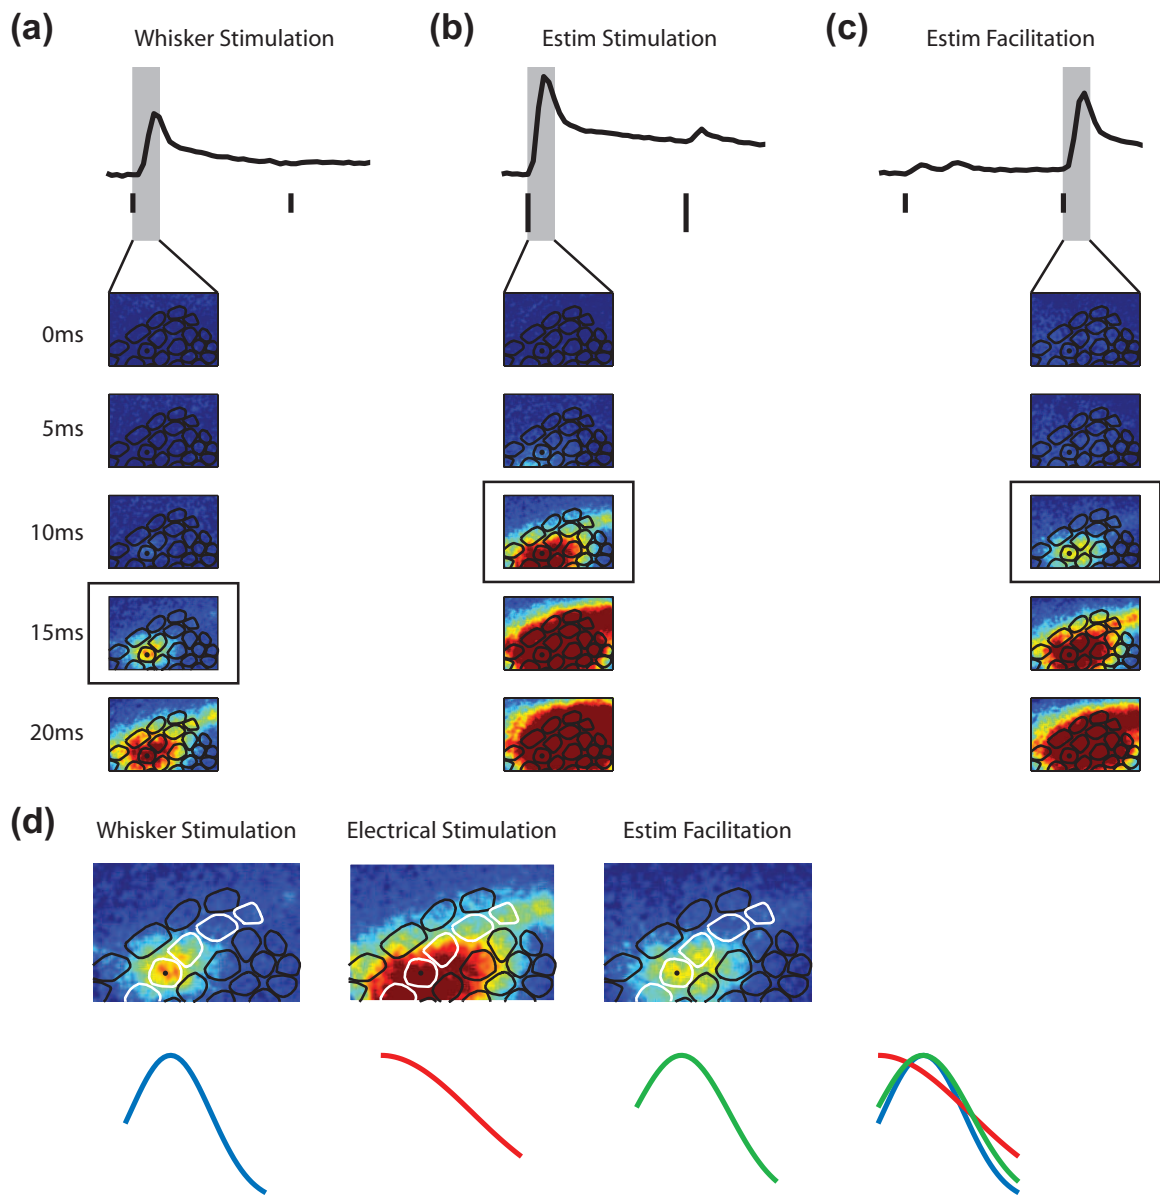 (a) Whisker Stimulation
(b) Estim Stimulation
(c) Estim Facilitation
0ms
5ms
10ms
15ms
20ms
(d)
Whisker Stimulation
Electrical Stimulation
Estim Facilitation